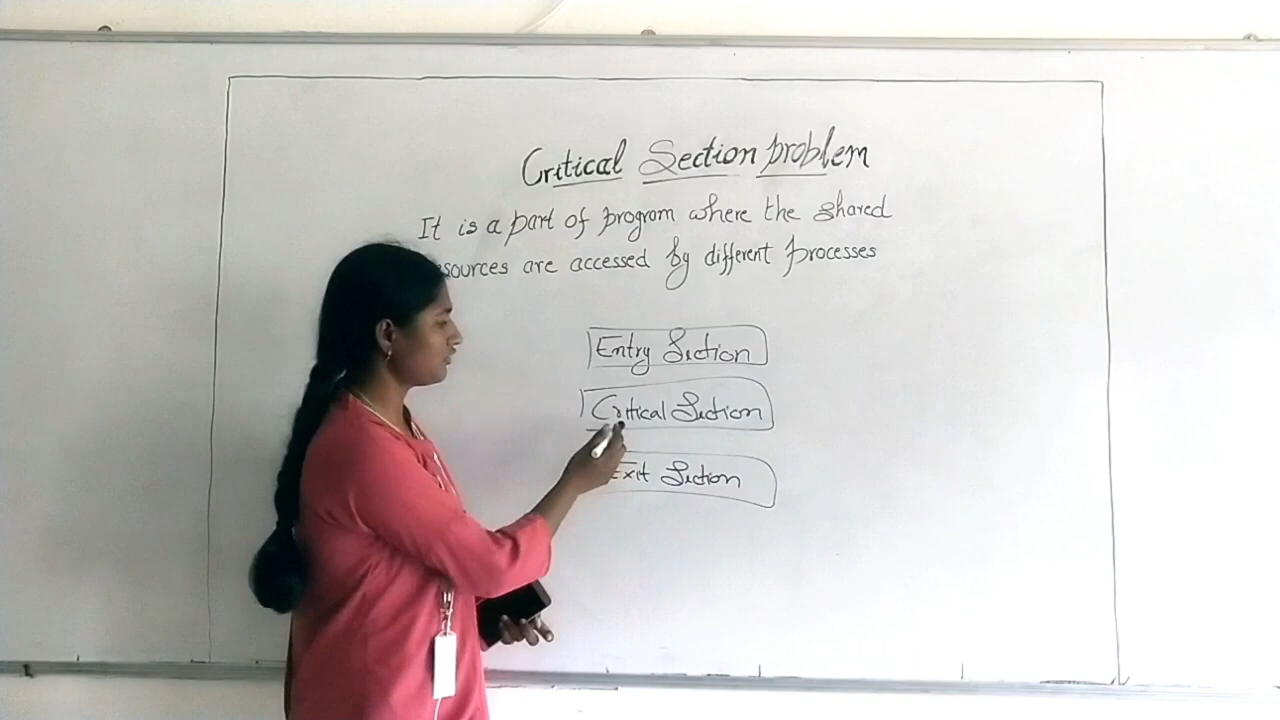 Critical Section problem
It is a part of program where the shared
sources are accessed by different processes
Entry Section
Critical Section
Exit Section